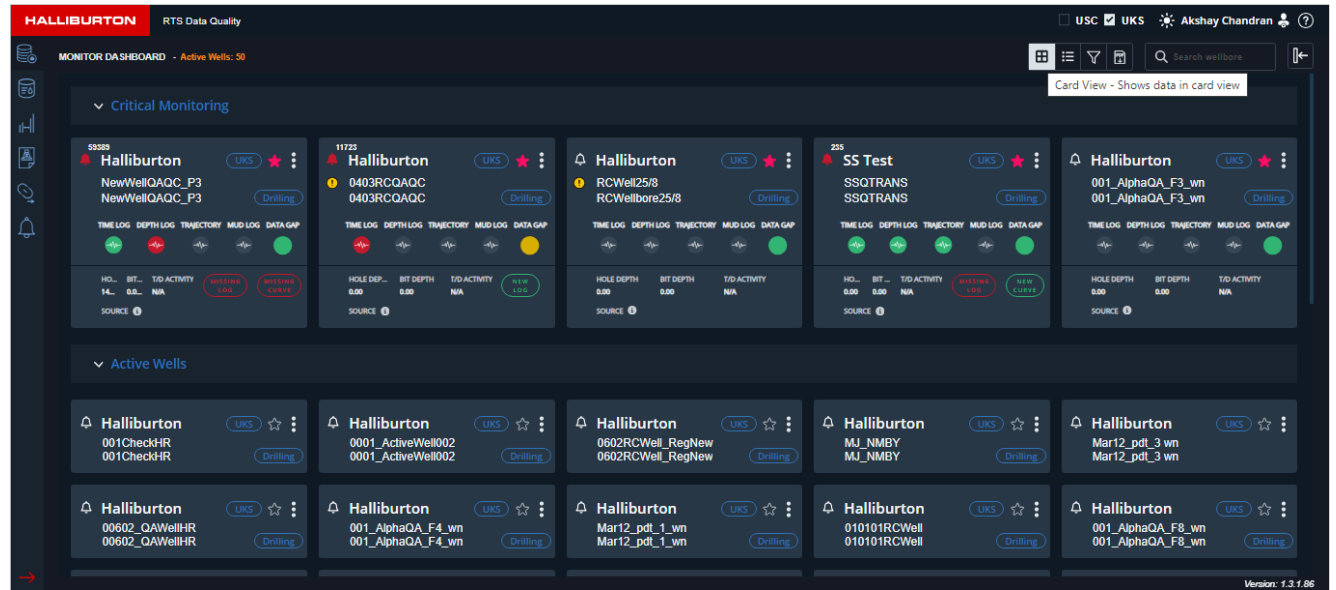 HALLIBURTON RTS Data Quality USC UKS Akshay Chandran
MONITOR DASHBOARD - Active Wells: 50 Search wellbore
Card View - Shows data in card view
Critical Monitoring
59389 11723 235
Halliburton UKS Halliburton UKS Halliburton UKS SS Test UKS Halliburton UKS
NewWellQAQC_P3 0403RCQAQC RCWell25/8 SSQTRANS 001_AlphaQA_F3_wn
NewWellQAQC_P3 Drilling 0403RCQAQC Drilling RCWellbore25/8 Drilling SSQTRANS Drilling 001_AlphaQA_F3_wn Drilling
TIME LOG DEPTH LOG TRAJECTORY MUD LOG DATA GAP TIME LOG DEPTH LOG TRAJECTORY MUD LOG DATA GAP TIME LOG DEPTH LOG TRAJECTORY MUD LOG DATA GAP TIME LOG DEPTH LOG TRAJECTORY MUD LOG DATA GAP TIME LOG DEPTH LOG TRAJECTORY MUD LOG DATA GAP
HO... BIT... T/D ACTIVITY MISSING LOG MISSING CURVE HOLE DEP... BIT DEPTH T/D ACTIVITY NEW LOG HOLE DEPTH BIT DEPTH T/D ACTIVITY HO... BIT ... T/D ACTIVITY MISSING LOG NEW CURVE HOLE DEPTH BIT DEPTH T/D ACTIVITY
14... 0.0... N/A 0.00 0.00 N/A 0.00 0.00 N/A 0.00 0.00 N/A 0.00 0.00 N/A
SOURCE SOURCE SOURCE SOURCE SOURCE
Active Wells
Halliburton UKS Halliburton UKS Halliburton UKS Halliburton UKS Halliburton UKS
001CheckHR 0001_ActiveWell002 0602RCWell_RegNew MJ_NMBY Mar12_pdt_3 wn
001CheckHR Drilling 0001_ActiveWell002 Drilling 0602RCWell_RegNew Drilling MJ_NMBY Drilling Mar12_pdt_3 wn
Halliburton UKS Halliburton UKS Halliburton UKS Halliburton UKS Halliburton UKS
00602_QAWellHR 001_AlphaQA_F4_wn Mar12_pdt_1_wn 010101RCWell 001_AlphaQA_F8_wn
00602_QAWellHR Drilling 001_AlphaQA_F4_wn Drilling Mar12_pdt_1_wn Drilling 010101RCWell Drilling 001_AlphaQA_F8_wn Drilling
Version: 1.3.1.86